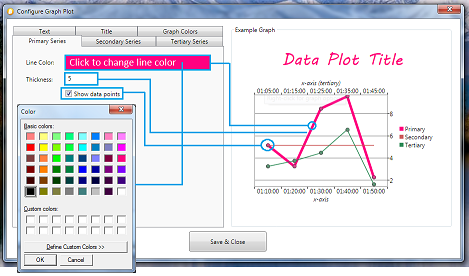 Configure Graph Plot
Text
Title
Graph Colors
Primary Series
Secondary Series
Tertiary Series
Line Color:
Click to change line color
Thickness:
5
Show data points
Color
Basic colors:
Custom colors:
Define Custom Colors >>
OK
Cancel
Save & Close
Example Graph
Data Plot Title
x-axis (tertiary)
01:05:00 01:15:00 01:25:00 01:35:00 01:45:00
8
6
4
2
Primary
Secondary
Tertiary
01:10:00 01:20:00 01:30:00 01:40:00 01:50:00
x-axis